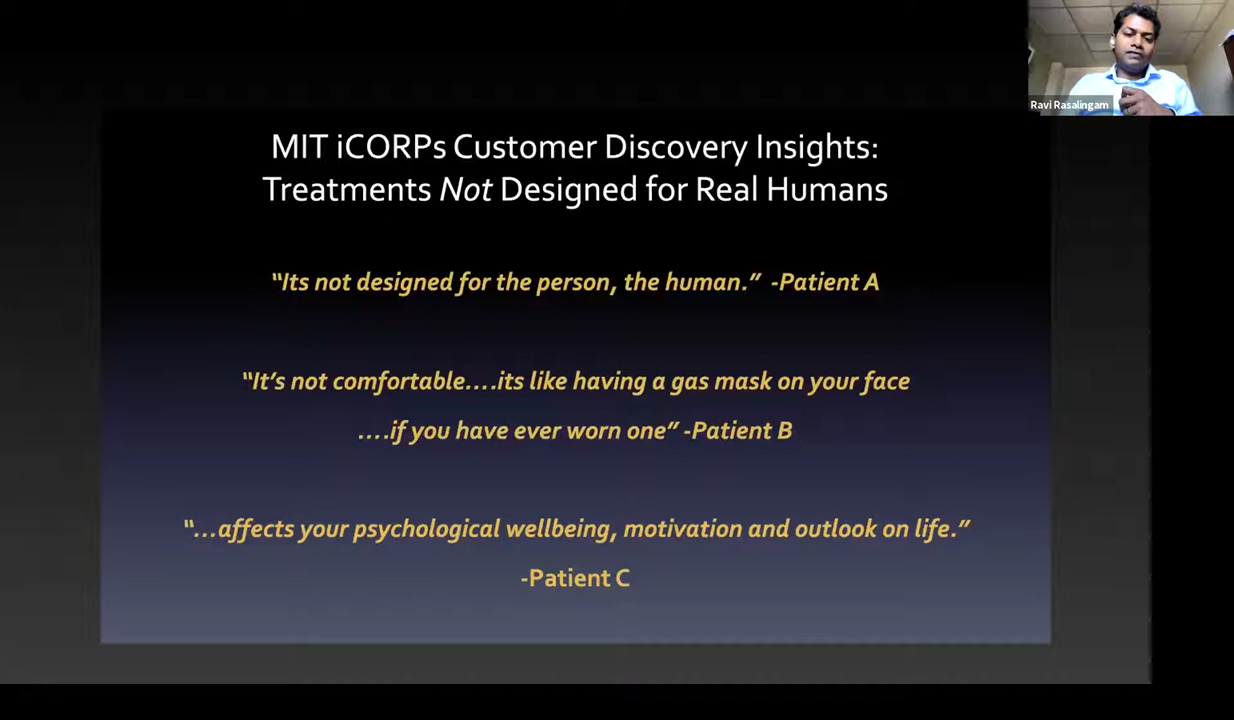 Ravi Rasalingam
MIT iCORPs Customer Discovery Insights:
Treatments Not Designed for Real Humans
“Its not designed for the person, the human.” -Patient A
“It’s not comfortable....its like having a gas mask on your face
....if you have ever worn one” -Patient B
“...affects your psychological wellbeing, motivation and outlook on life.”
-Patient C